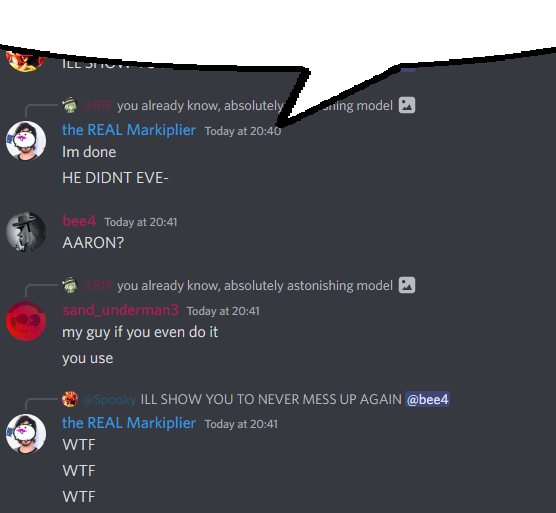 ILL SHOW YO
@RIP you already know, absolutely ning model
the REAL Markiplier Today at 20:40
Im done
HE DIDNT EVE-
bee4 Today at 20:41
AARON?
@RIP you already know, absolutely astonishing model
sand_underman3 Today at 20:41
my guy if you even do it
you use
@Spooky ILL SHOW YOU TO NEVER MESS UP AGAIN @bee4
the REAL Markiplier Today at 20:41
WTF
WTF
WTF